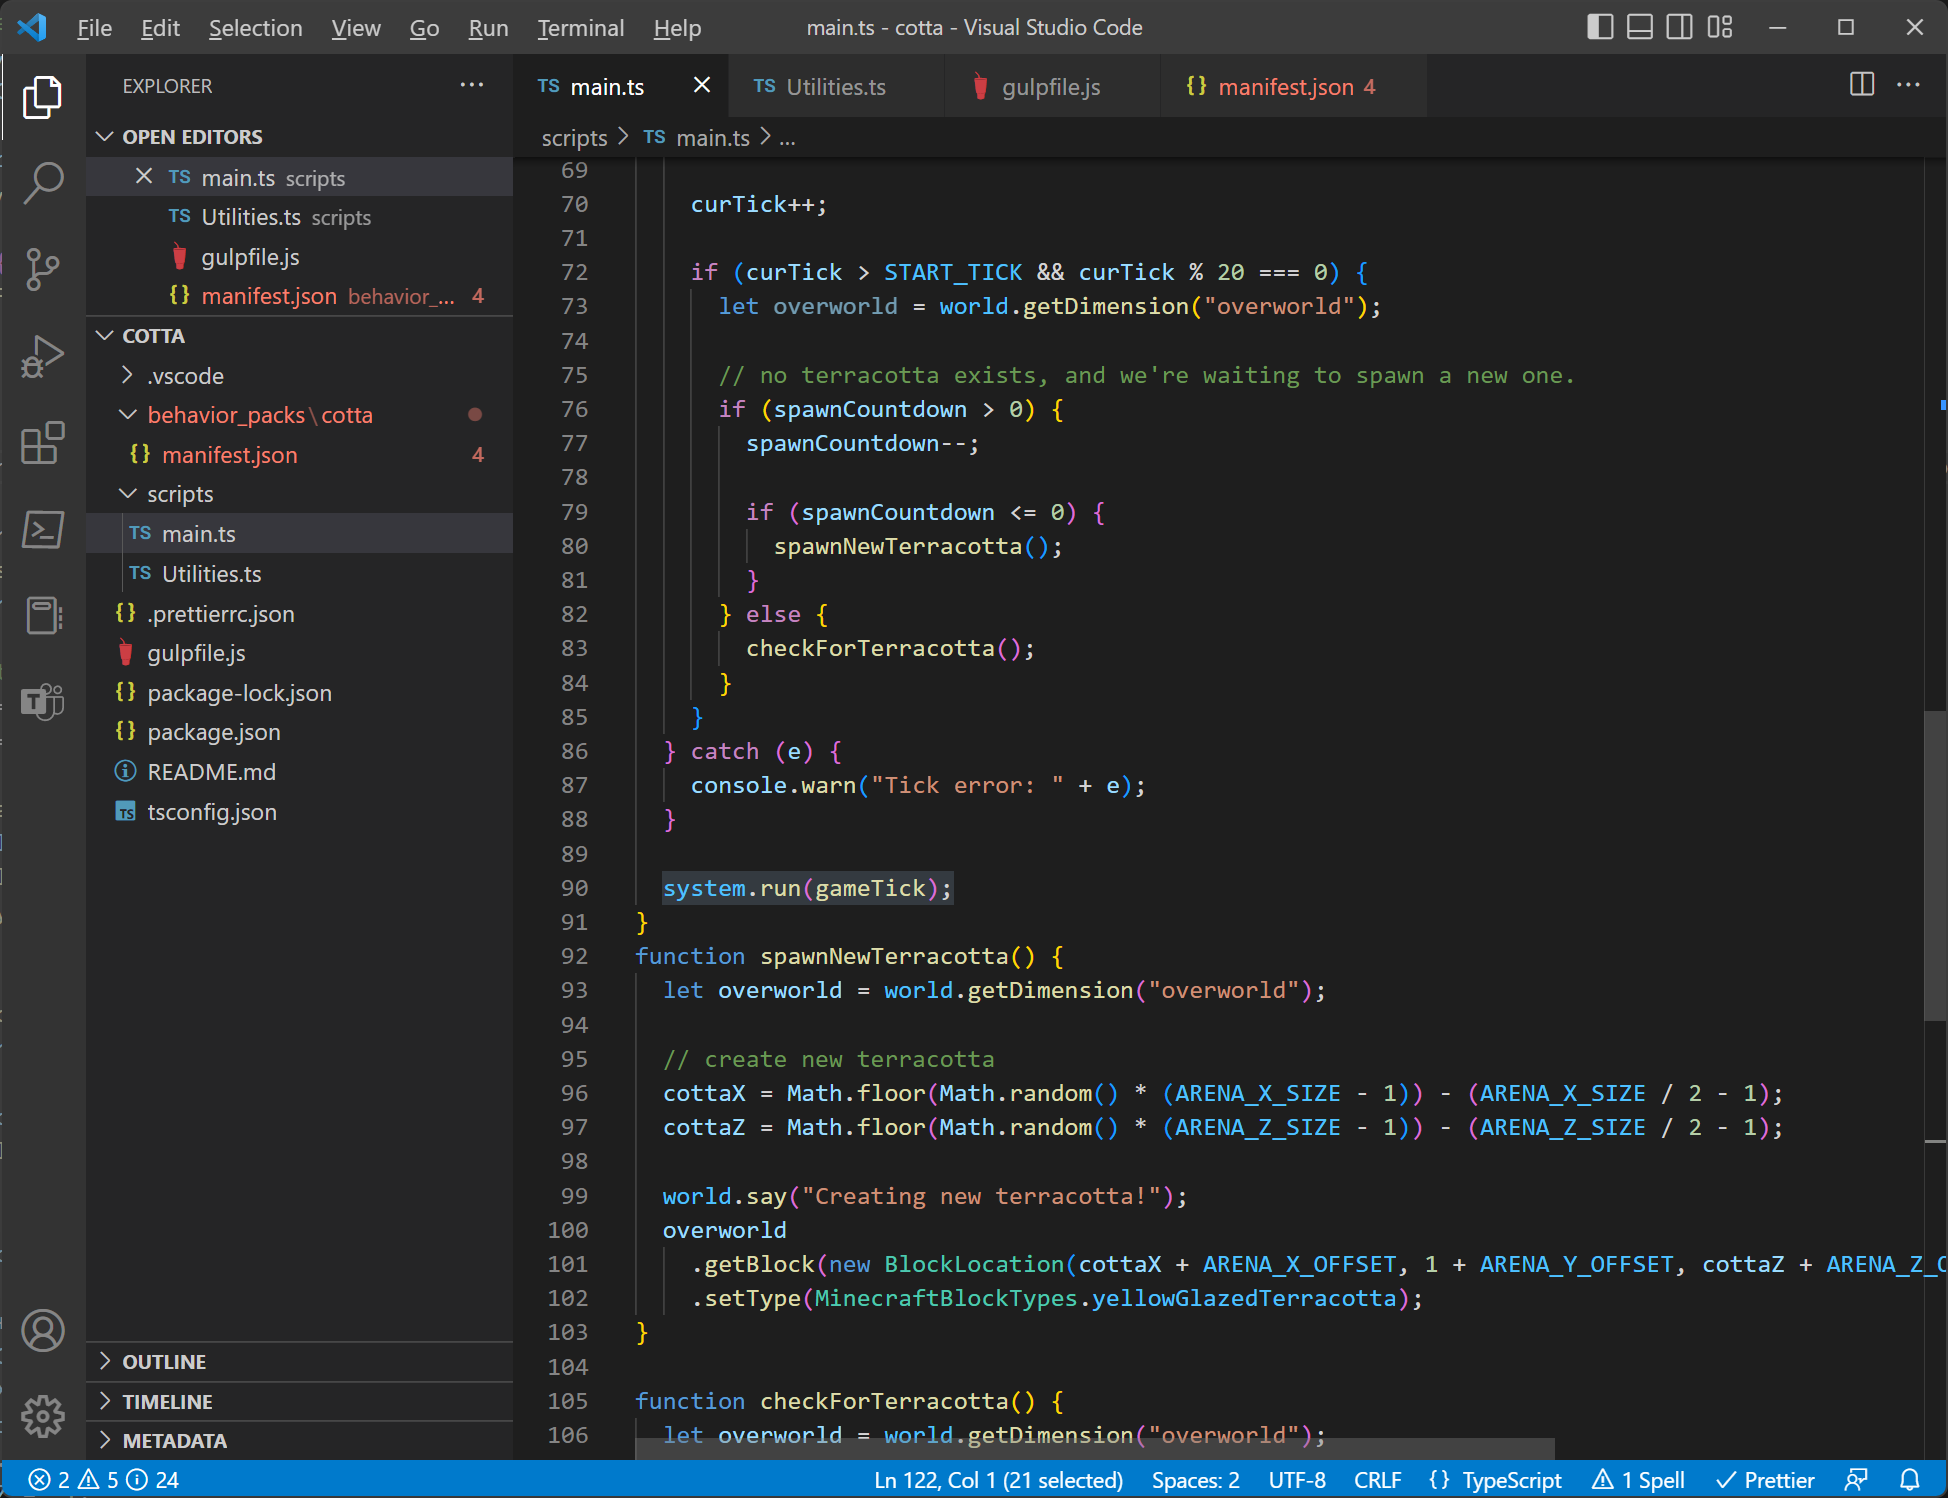 File Edit Selection View Go Run Terminal Help main.ts - cotta - Visual Studio Code
EXPLORER
OPEN EDITORS
TS main.ts scripts
TS Utilities.ts scripts
gulpfile.js
{} manifest.json behavior_... 4
COTTA
.vscode
behavior_packs\cotta
{} manifest.json 4
scripts
TS main.ts
TS Utilities.ts
{} .prettierrc.json
gulpfile.js
{} package-lock.json
{} package.json
README.md
TS tsconfig.json
OUTLINE
TIMELINE
METADATA
TS main.ts TS Utilities.ts gulpfile.js {} manifest.json 4
scripts > TS main.ts > ...
69
70 curTick++;
71
72 if (curTick > START_TICK && curTick % 20 === 0) {
73 let overworld = world.getDimension("overworld");
74
75 // no terracotta exists, and we're waiting to spawn a new one.
76 if (spawnCountdown > 0) {
77 spawnCountdown--;
78
79 if (spawnCountdown <= 0) {
80 spawnNewTerracotta();
81 }
82 } else {
83 checkForTerracotta();
84 }
85 }
86 } catch (e) {
87 console.warn("Tick error: " + e);
88 }
89
90 system.run(gameTick);
91 }
92 function spawnNewTerracotta() {
93 let overworld = world.getDimension("overworld");
94
95 // create new terracotta
96 cottaX = Math.floor(Math.random() * (ARENA_X_SIZE - 1)) - (ARENA_X_SIZE / 2 - 1);
97 cottaZ = Math.floor(Math.random() * (ARENA_Z_SIZE - 1)) - (ARENA_Z_SIZE / 2 - 1);
98
99 world.say("Creating new terracotta!");
100 overworld
101 .getBlock(new BlockLocation(cottaX + ARENA_X_OFFSET, 1 + ARENA_Y_OFFSET, cottaZ + ARENA_Z_O
102 .setType(MinecraftBlockTypes.yellowGlazedTerracotta);
103 }
104
105 function checkForTerracotta() {
106 let overworld = world.getDimension("overworld");
2 5 24 Ln 122, Col 1 (21 selected) Spaces: 2 UTF-8 CRLF {} TypeScript 1 Spell Prettier